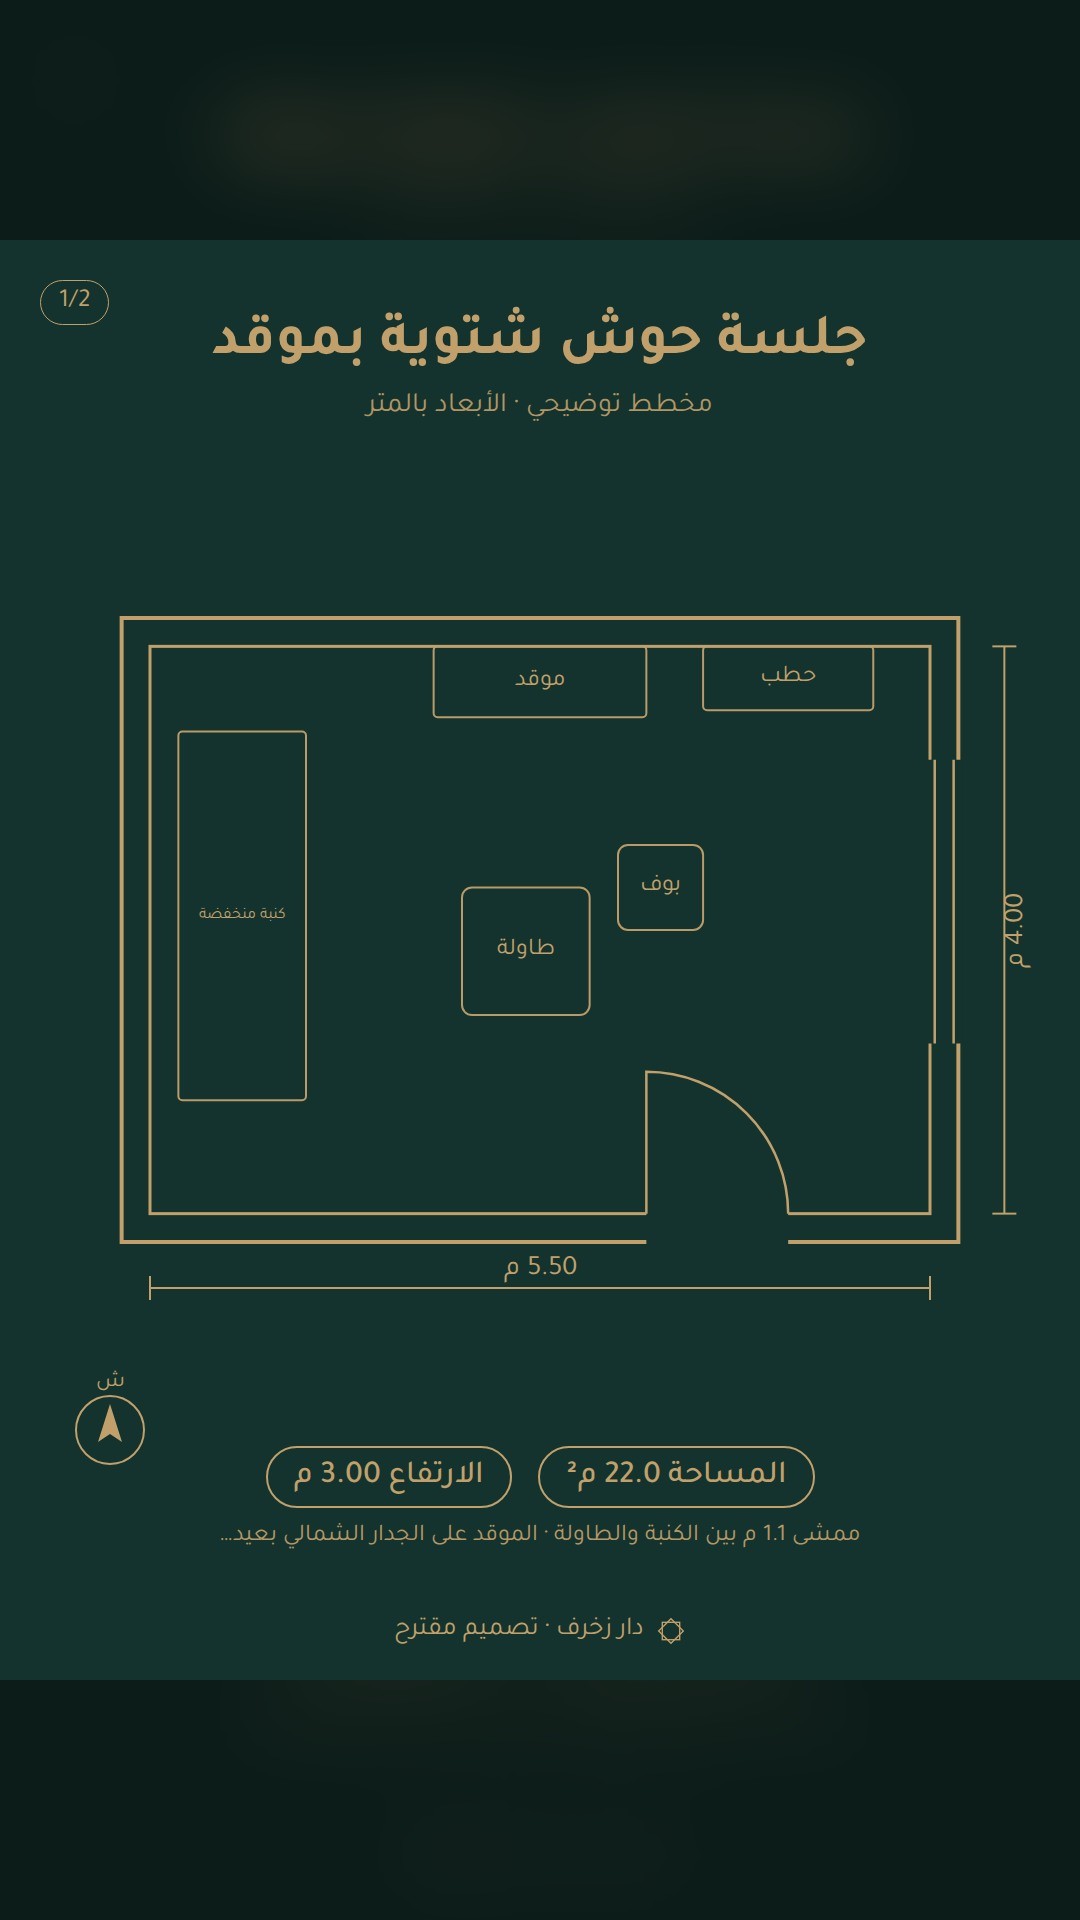 1/2
جلسة حوش شتوية بموقد
مخطط توضيحي · الأبعاد بالمتر
حطب
موقد
بوف
كنبة منخفضة
طاولة
4.00 م
5.50 م
ش
المساحة 22.0 م²
الارتفاع 3.00 م
ممشى 1.1 م بين الكنبة والطاولة · الموقد على الجدار الشمالي بعيد...
دار زخرف · تصميم مقترح